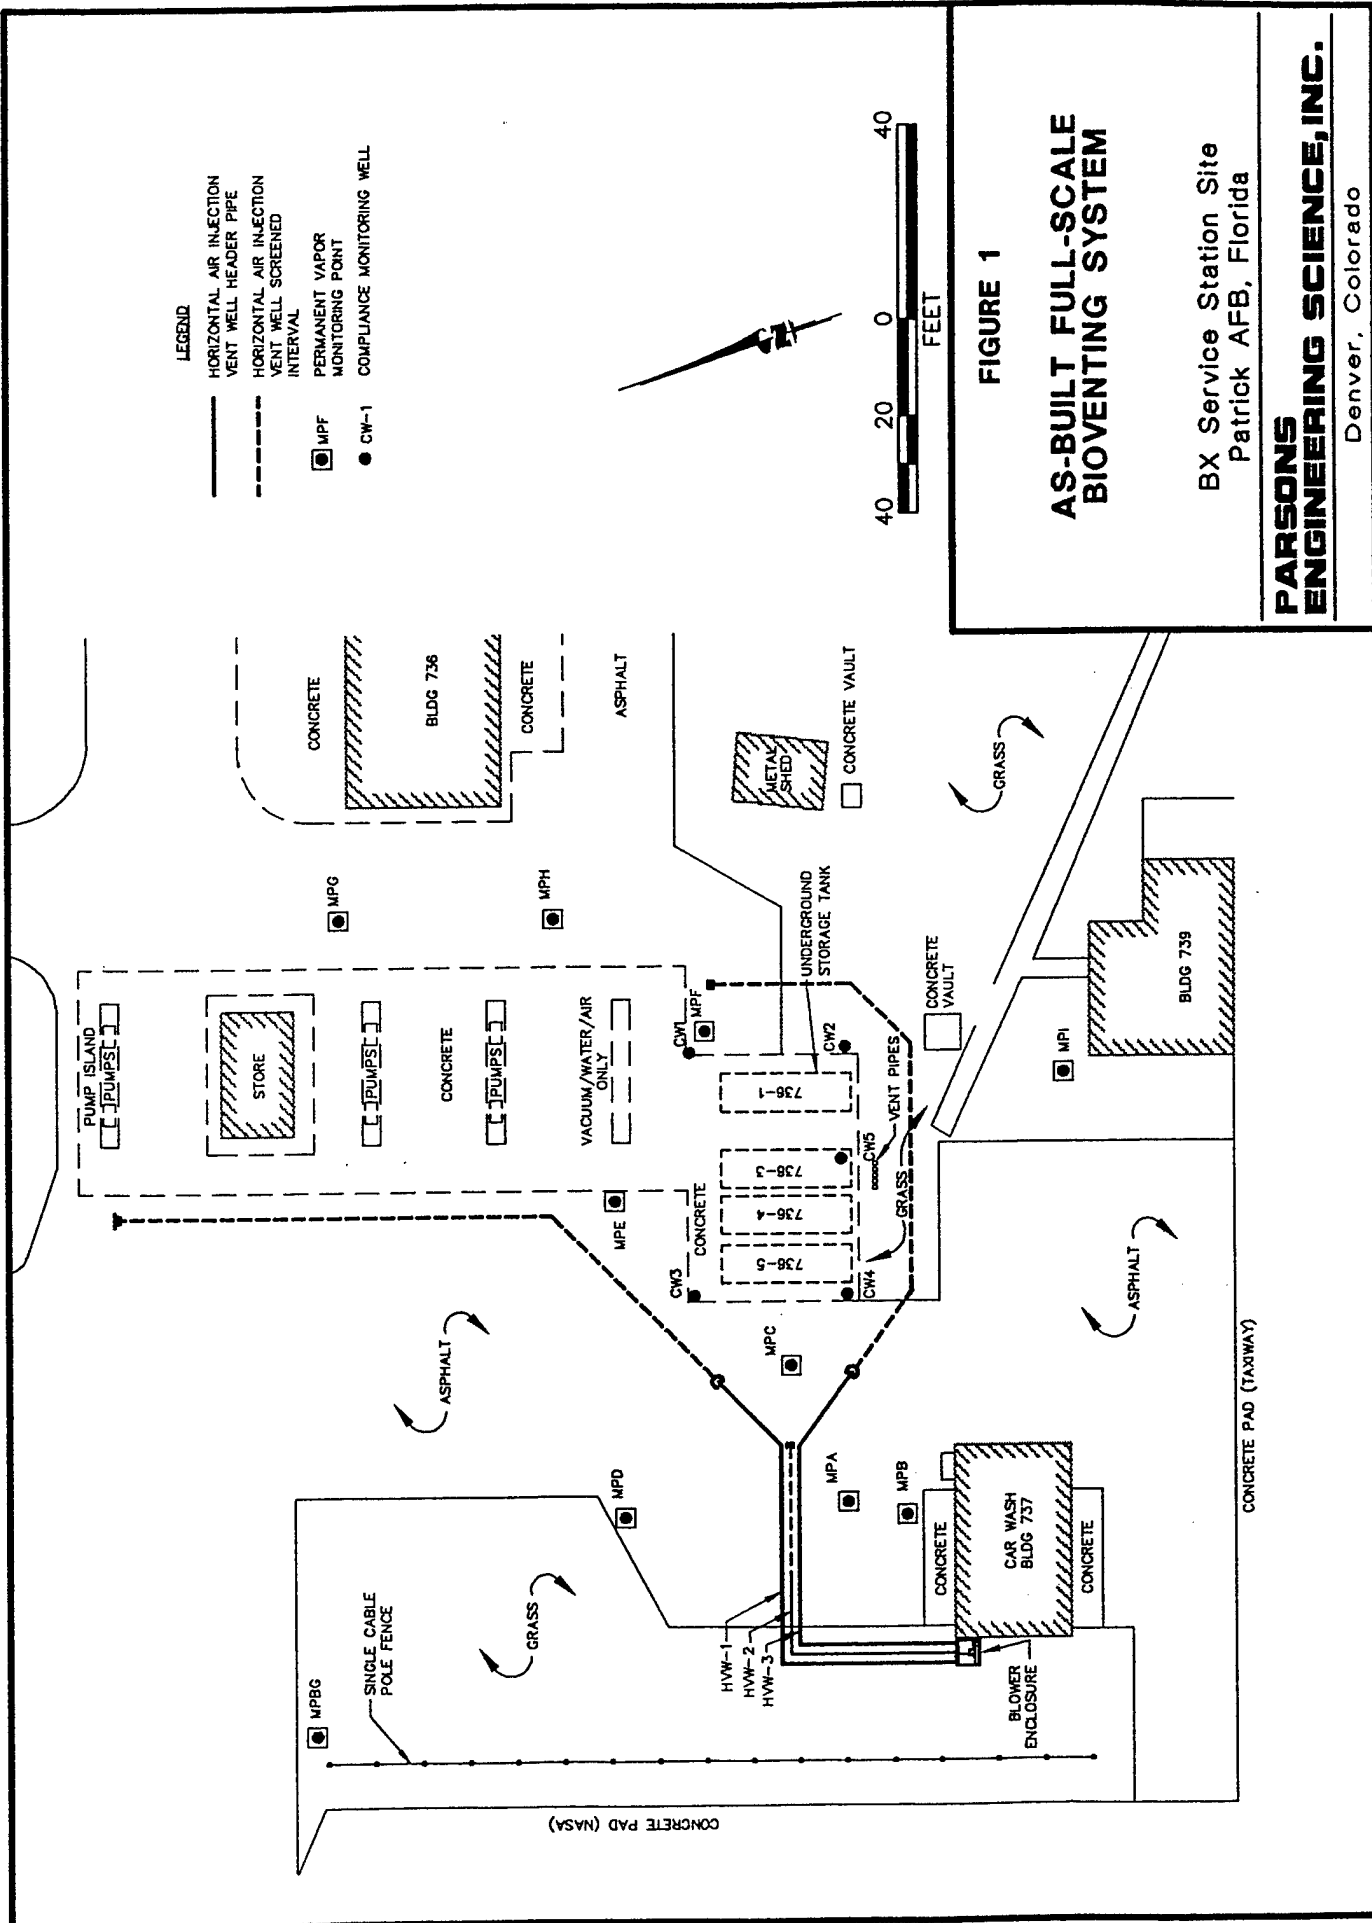 LEGEND
HORIZONTAL AIR INJECTION
VENT WELL HEADER PIPE
HORIZONTAL AIR INJECTION
VENT WELL SCREENED
INTERVAL
MPF
PERMANENT VAPOR
MONITORING POINT
CW-1
COMPLIANCE MONITORING WELL
40
20
0
40
FEET
FIGURE 1
AS-BUILT FULL-SCALE
BIOVENTING SYSTEM
BX Service Station Site
Patrick AFB, Florida
PARSONS
ENGINEERING SCIENCE, INC.
Denver, Colorado
CONCRETE
BLDG 736
CONCRETE
ASPHALT
METAL
SHED
CONCRETE VAULT
GRASS
MPG
MPH
UNDERGROUND
STORAGE TANK
CONCRETE
VAULT
BLDG 739
MPI
PUMP ISLAND
PUMPS
STORE
PUMPS
CONCRETE
PUMPS
VACUUM/WATER/AIR
ONLY
CW1
MPF
CW2
736-1
736-3
736-4
736-5
CW5
VENT PIPES
GRASS
CONCRETE
CW3
CW4
MPE
MPC
ASPHALT
ASPHALT
MPD
MPA
MPB
CONCRETE
CAR WASH
BLDG 737
CONCRETE
HVW-1
HVW-2
HVW-3
BLOWER
ENCLOSURE
GRASS
SINGLE CABLE
POLE FENCE
MPBG
CONCRETE PAD (NASA)
CONCRETE PAD (TAXIWAY)